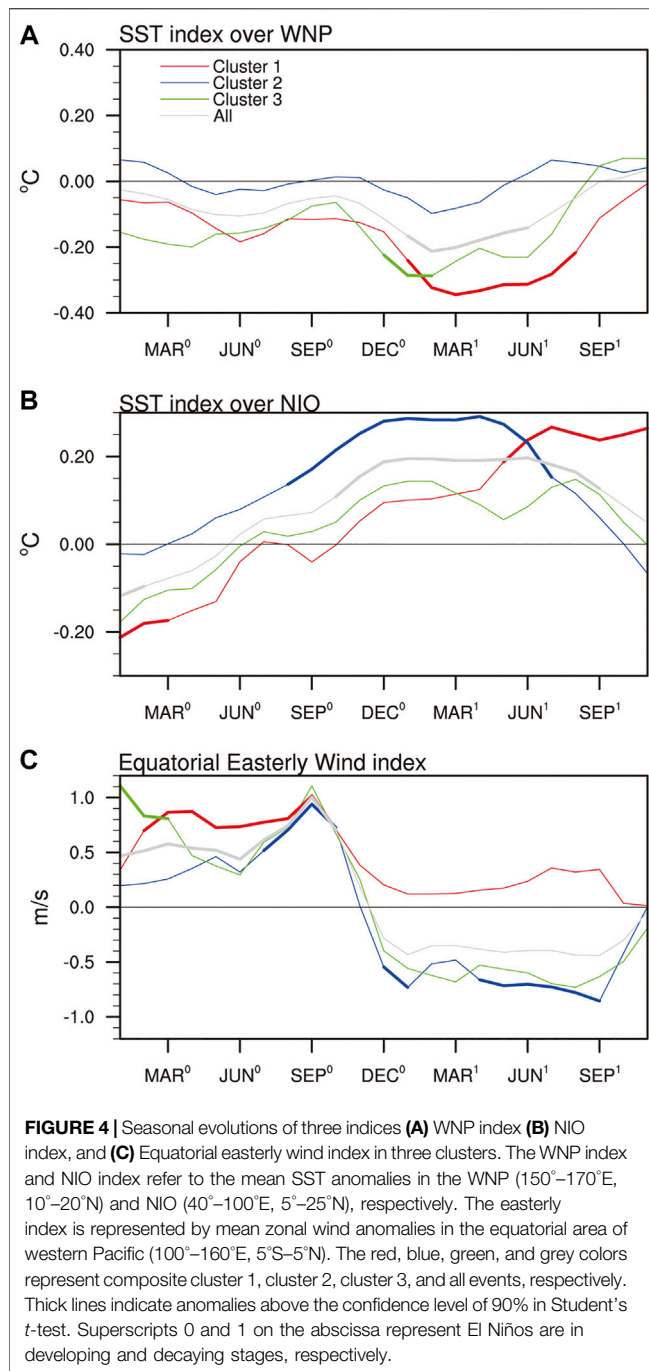 A
SST index over WNP
0.40
0.20
0.00
-0.20
-0.40
°C
Cluster 1
Cluster 2
Cluster 3
All
MAR⁰ JUN⁰ SEP⁰ DEC⁰ MAR¹ JUN¹ SEP¹
B
SST index over NIO
0.20
0.00
-0.20
°C
MAR⁰ JUN⁰ SEP⁰ DEC⁰ MAR¹ JUN¹ SEP¹
C
Equatorial Easterly Wind index
1.0
0.5
0.0
-0.5
-1.0
m/s
MAR⁰ JUN⁰ SEP⁰ DEC⁰ MAR¹ JUN¹ SEP¹
FIGURE 4 | Seasonal evolutions of three indices (A) WNP index (B) NIO
index, and (C) Equatorial easterly wind index in three clusters. The WNP index
and NIO index refer to the mean SST anomalies in the WNP (150°–170°E,
10°–20°N) and NIO (40°–100°E, 5°–25°N), respectively. The easterly
index is represented by mean zonal wind anomalies in the equatorial area of
western Pacific (100°–160°E, 5°S–5°N). The red, blue, green, and grey colors
represent composite cluster 1, cluster 2, cluster 3, and all events, respectively.
Thick lines indicate anomalies above the confidence level of 90% in Student's
t-test. Superscripts 0 and 1 on the abscissa represent El Niños are in
developing and decaying stages, respectively.